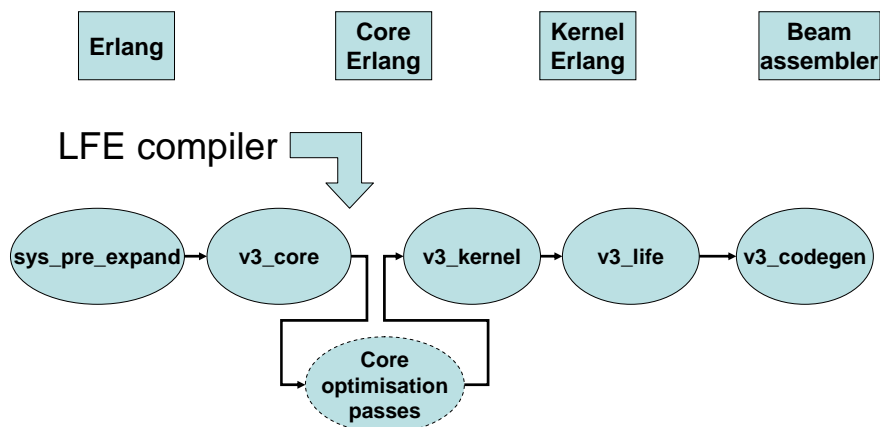 Erlang
Core
Erlang
Kernel
Erlang
Beam
assembler
LFE compiler
sys_pre_expand
v3_core
v3_kernel
v3_life
v3_codegen
Core
optimisation
passes